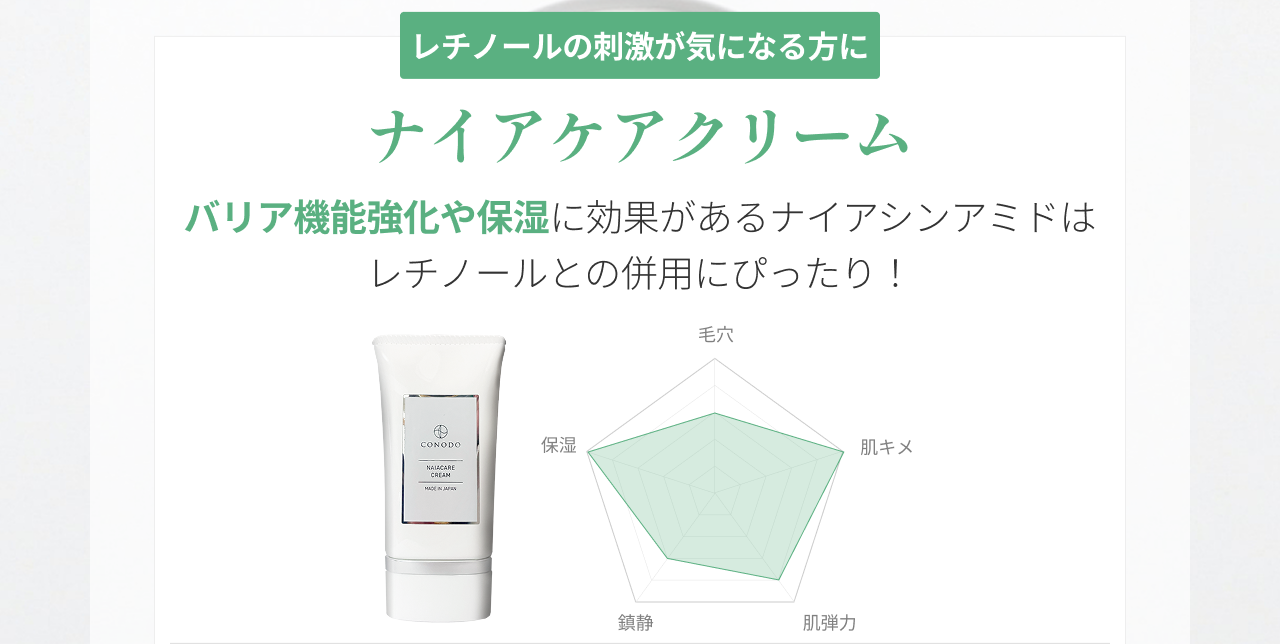 レチノールの刺激が気になる方に
ナイアケアクリーム
バリア機能強化や保湿に効果があるナイアシンアミドは
レチノールとの併用にぴったり！
毛穴
保湿
肌キメ
鎮静
肌弾力
CONODO
NAIACARE
CREAM
MADE IN JAPAN